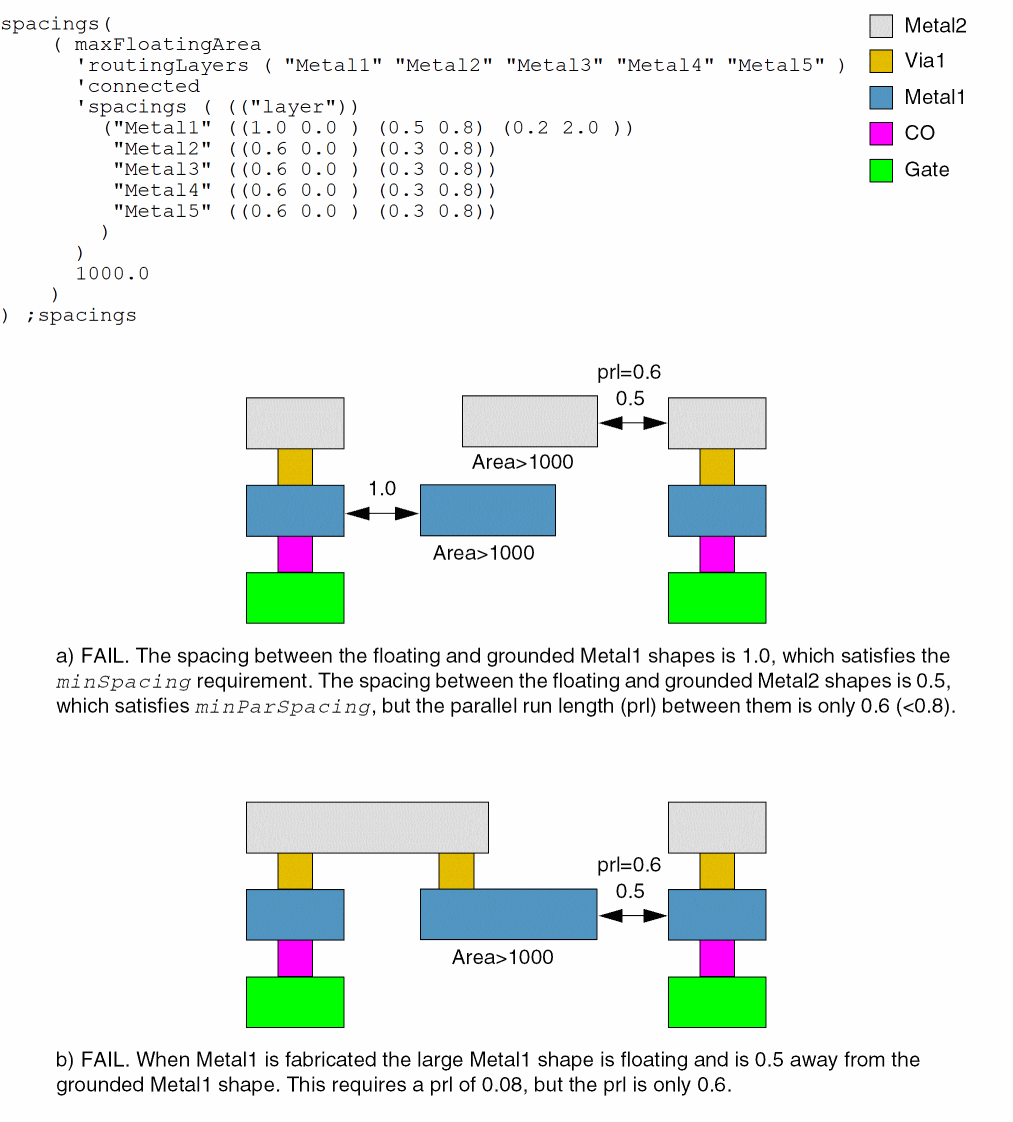 spacings(
( maxFloatingArea
'routingLayers ( "Metal1" "Metal2" "Metal3" "Metal4" "Metal5" )
'connected
'spacings ( (("layer"))
("Metal1" ((1.0 0.0 ) (0.5 0.8) (0.2 2.0 ))
"Metal2" ((0.6 0.0 ) (0.3 0.8))
"Metal3" ((0.6 0.0 ) (0.3 0.8))
"Metal4" ((0.6 0.0 ) (0.3 0.8))
"Metal5" ((0.6 0.0 ) (0.3 0.8))
)
)
1000.0
)
) ;spacings
Metal2
Via1
Metal1
CO
Gate
prl=0.6
0.5
Area>1000
1.0
Area>1000
a) FAIL. The spacing between the floating and grounded Metal1 shapes is 1.0, which satisfies the
minSpacing requirement. The spacing between the floating and grounded Metal2 shapes is 0.5,
which satisfies minParSpacing, but the parallel run length (prl) between them is only 0.6 (<0.8).
prl=0.6
0.5
Area>1000
b) FAIL. When Metal1 is fabricated the large Metal1 shape is floating and is 0.5 away from the
grounded Metal1 shape. This requires a prl of 0.08, but the prl is only 0.6.